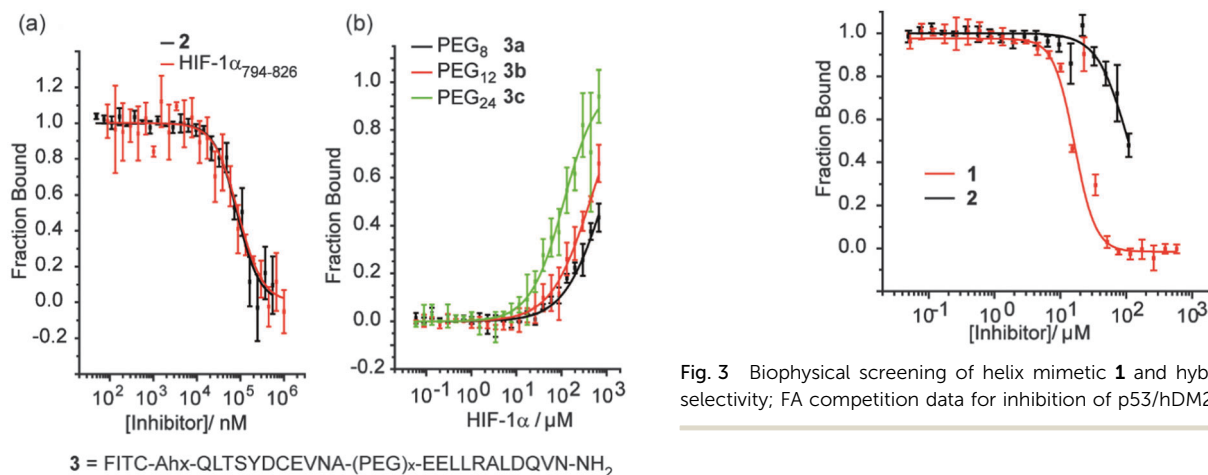 (a)
2
HIF-1α794-826
Fraction Bound
1.2
1.0
0.8
0.6
0.4
0.2
0.0
-0.2
10² 10³ 10⁴ 10⁵ 10⁶
[Inhibitor]/ nM
(b)
PEG₈ 3a
PEG₁₂ 3b
PEG₂₄ 3c
Fraction Bound
1.0
0.8
0.6
0.4
0.2
0.0
-0.2
10⁻¹ 10⁰ 10¹ 10² 10³
HIF-1α / μM
3 = FITC-Ahx-QLTSYDCEVNA-(PEG)ₓ-EELLRALDQVN-NH₂
Fraction Bound
1.0
0.8
0.6
0.4
0.2
0.0
1
2
10⁻¹ 10⁰ 10¹ 10² 10³
[Inhibitor]/ μM
Fig. 3 Biophysical screening of helix mimetic 1 and hyb
selectivity; FA competition data for inhibition of p53/hDM2